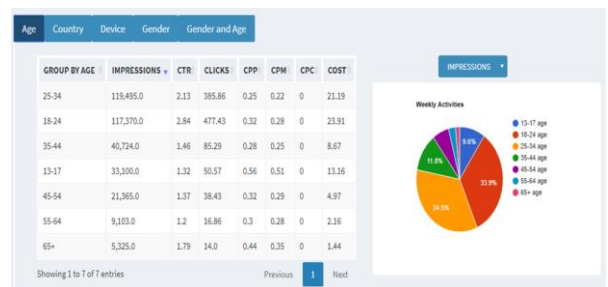 Age Country Device Gender Gender and Age
GROUP BY AGE IMPRESSIONS CTR CLICKS CPP CPM CPC COST
25-34 119,495.0 2.13 385.86 0.25 0.22 0 21.19
18-24 117,370.0 2.84 477.43 0.32 0.28 0 23.91
35-44 40,724.0 1.46 85.29 0.28 0.25 0 8.67
13-17 33,100.0 1.32 50.57 0.56 0.51 0 13.16
45-54 21,365.0 1.37 38.43 0.32 0.29 0 4.97
55-64 9,103.0 1.2 16.86 0.3 0.28 0 2.16
65+ 5,325.0 1.79 14.0 0.44 0.35 0 1.44
Showing 1 to 7 of 7 entries
Previous 1 Next
IMPRESSIONS
Weekly Activities
9.6%
33.9%
34.5%
11.8%
13-17 age
18-24 age
25-34 age
35-44 age
45-54 age
55-64 age
65+ age